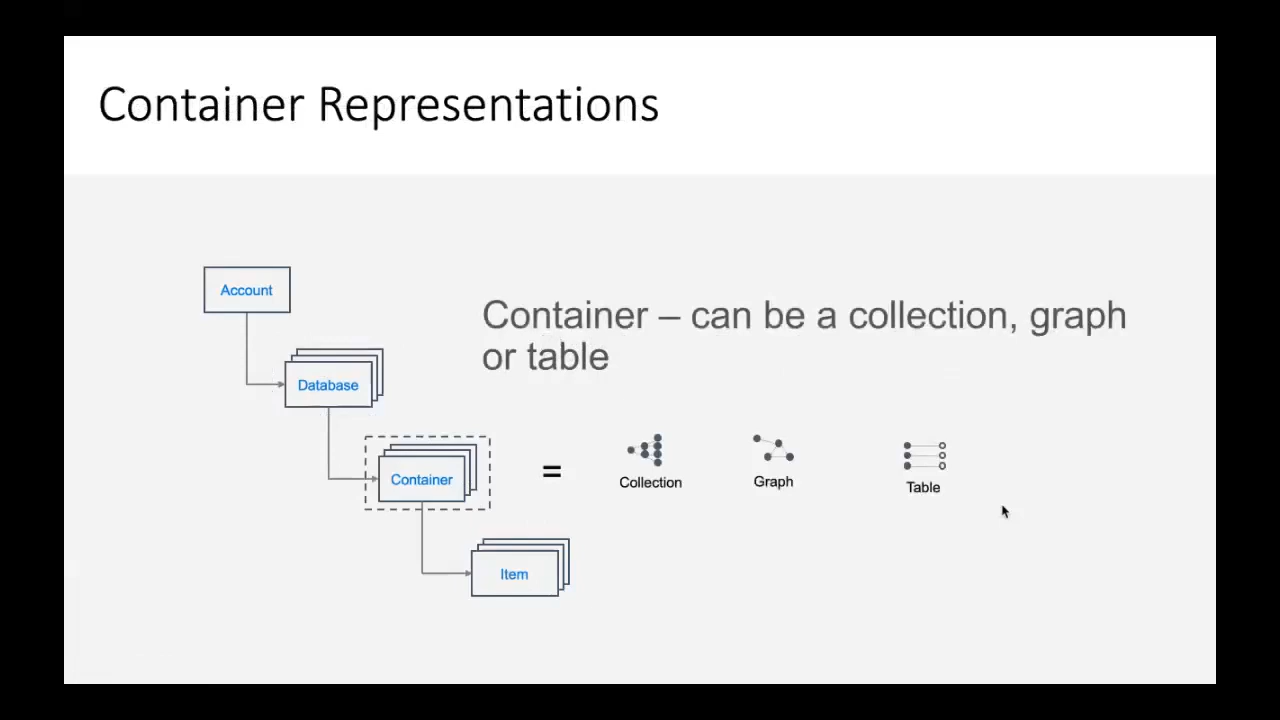 Container Representations
Account
Container – can be a collection, graph
or table
Database
Container
=
Collection
Graph
Table
Item